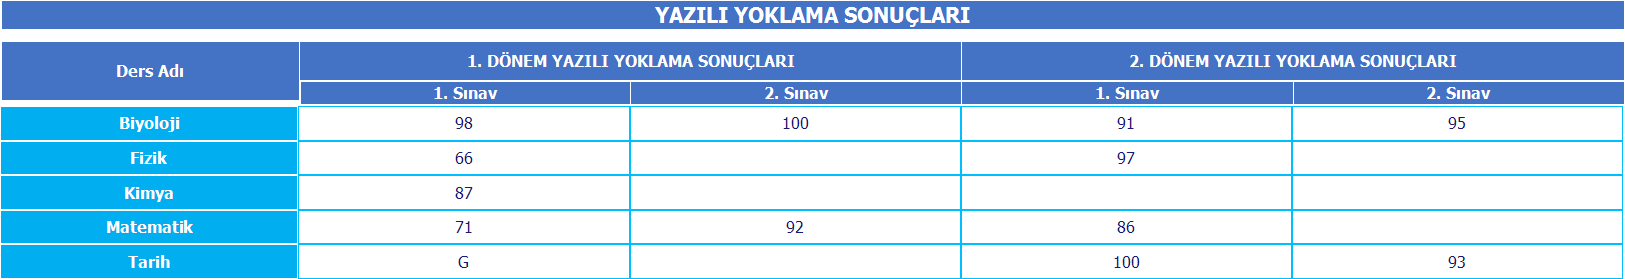 YAZILI YOKLAMA SONUÇLARI
Ders Adı 1. DÖNEM YAZILI YOKLAMA SONUÇLARI 2. DÖNEM YAZILI YOKLAMA SONUÇLARI
1. Sınav 2. Sınav 1. Sınav 2. Sınav
Biyoloji 98 100 91 95
Fizik 66 97
Kimya 87
Matematik 71 92 86
Tarih G 100 93